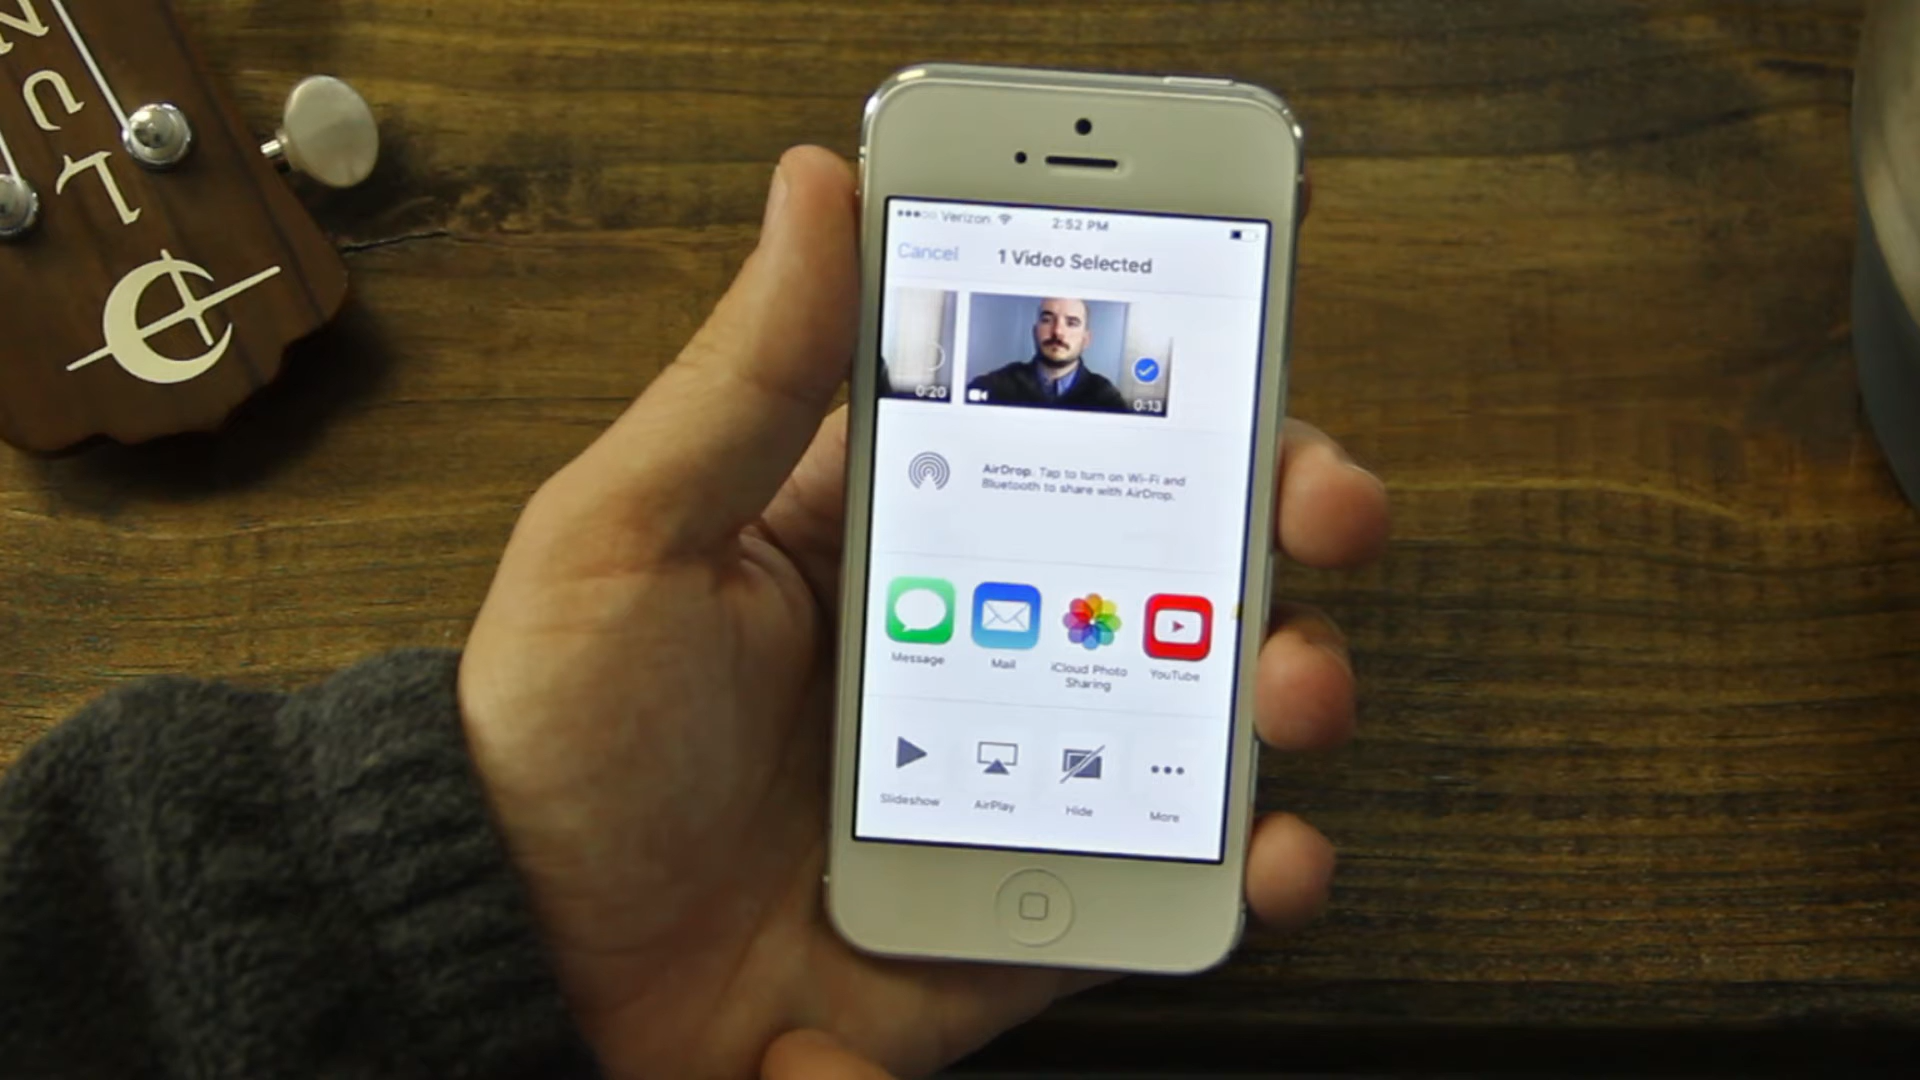 NUL
Verizon 2:52 PM
Cancel 1 Video Selected
0:20 0:13
AirDrop. Tap to turn on Wi-Fi and
Bluetooth to share with AirDrop.
Message Mail iCloud Photo YouTube
Sharing
Slideshow AirPlay Hide More